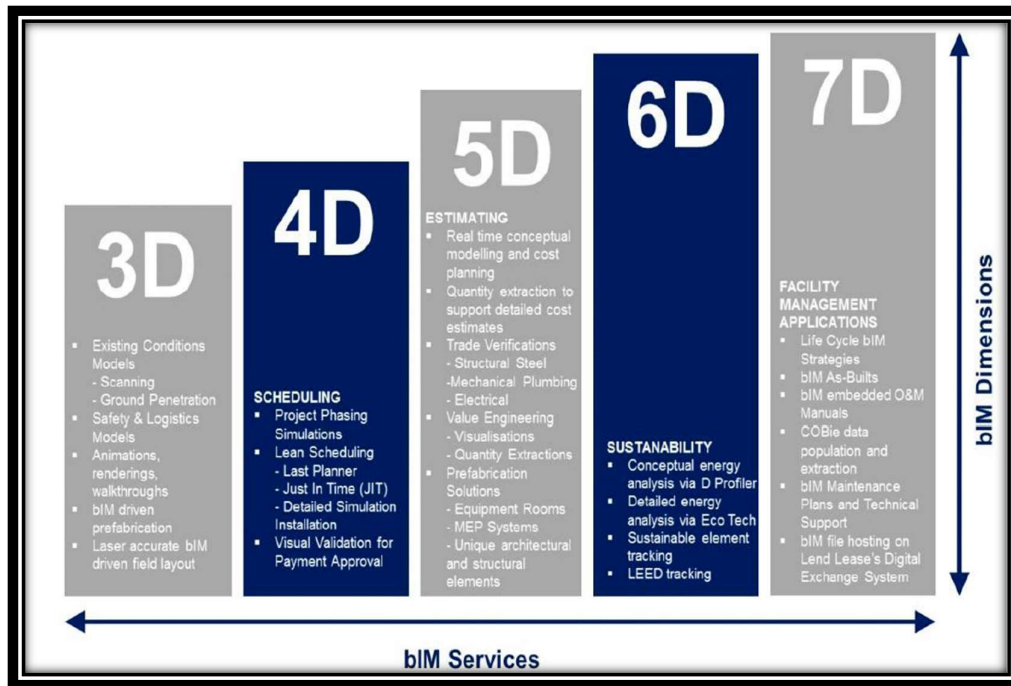 3D
▪ Existing Conditions
Models
- Scanning
- Ground Penetration
▪ Safety & Logistics
Models
▪ Animations,
renderings,
walkthroughs
▪ bIM driven
prefabrication
▪ Laser accurate bIM
driven field layout
4D
SCHEDULING
▪ Project Phasing
Simulations
▪ Lean Scheduling
- Last Planner
- Just In Time (JIT)
- Detailed Simulation
Installation
▪ Visual Validation for
Payment Approval
5D
ESTIMATING
▪ Real time conceptual
modelling and cost
planning
▪ Quantity extraction to
support detailed cost
estimates
▪ Trade Verifications
- Structural Steel
-Mechanical Plumbing
- Electrical
▪ Value Engineering
- Visualisations
- Quantity Extractions
▪ Prefabrication
Solutions
- Equipment Rooms
- MEP Systems
- Unique architectural
and structural
elements
6D
SUSTANABILITY
▪ Conceptual energy
analysis via D Profiler
▪ Detailed energy
analysis via Eco Tech
▪ Sustainable element
tracking
▪ LEED tracking
7D
FACILITY
MANAGEMENT
APPLICATIONS
▪ Life Cycle bIM
Strategies
▪ bIM As-Builts
▪ bIM embedded O&M
Manuals
▪ COBie data
population and
extraction
▪ bIM Maintenance
Plans and Technical
Support
▪ bIM file hosting on
Lend Lease's Digital
Exchange System
bIM Dimensions
bIM Services